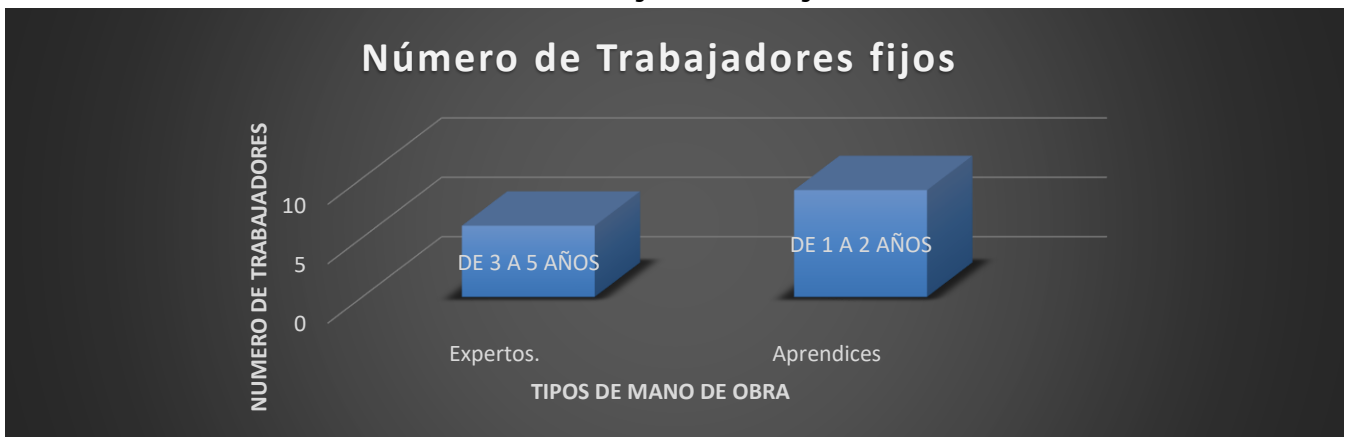 Número de Trabajadores fijos
NUMERO DE TRABAJADORES
10
5
0
DE 3 A 5 AÑOS
DE 1 A 2 AÑOS
Expertos.
Aprendices
TIPOS DE MANO DE OBRA